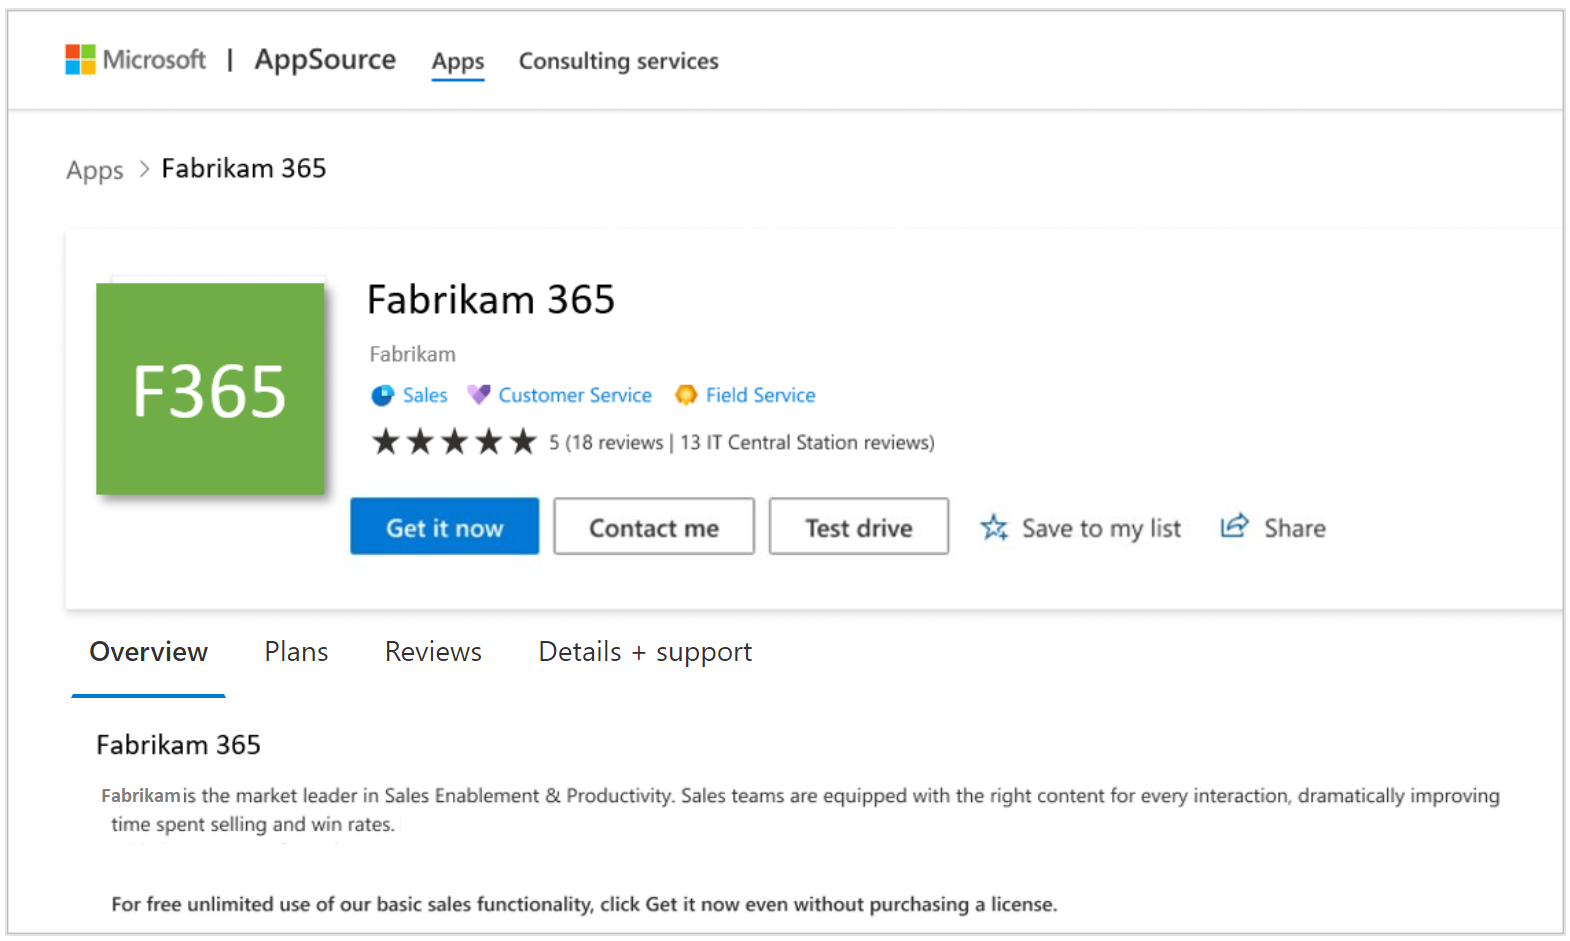 Microsoft | AppSource Apps Consulting services
Apps > Fabrikam 365
F365
Fabrikam 365
Fabrikam
Sales Customer Service Field Service
5 (18 reviews | 13 IT Central Station reviews)
Get it now Contact me Test drive Save to my list Share
Overview Plans Reviews Details + support
Fabrikam 365
Fabrikam is the market leader in Sales Enablement & Productivity. Sales teams are equipped with the right content for every interaction, dramatically improving
time spent selling and win rates.
For free unlimited use of our basic sales functionality, click Get it now even without purchasing a license.